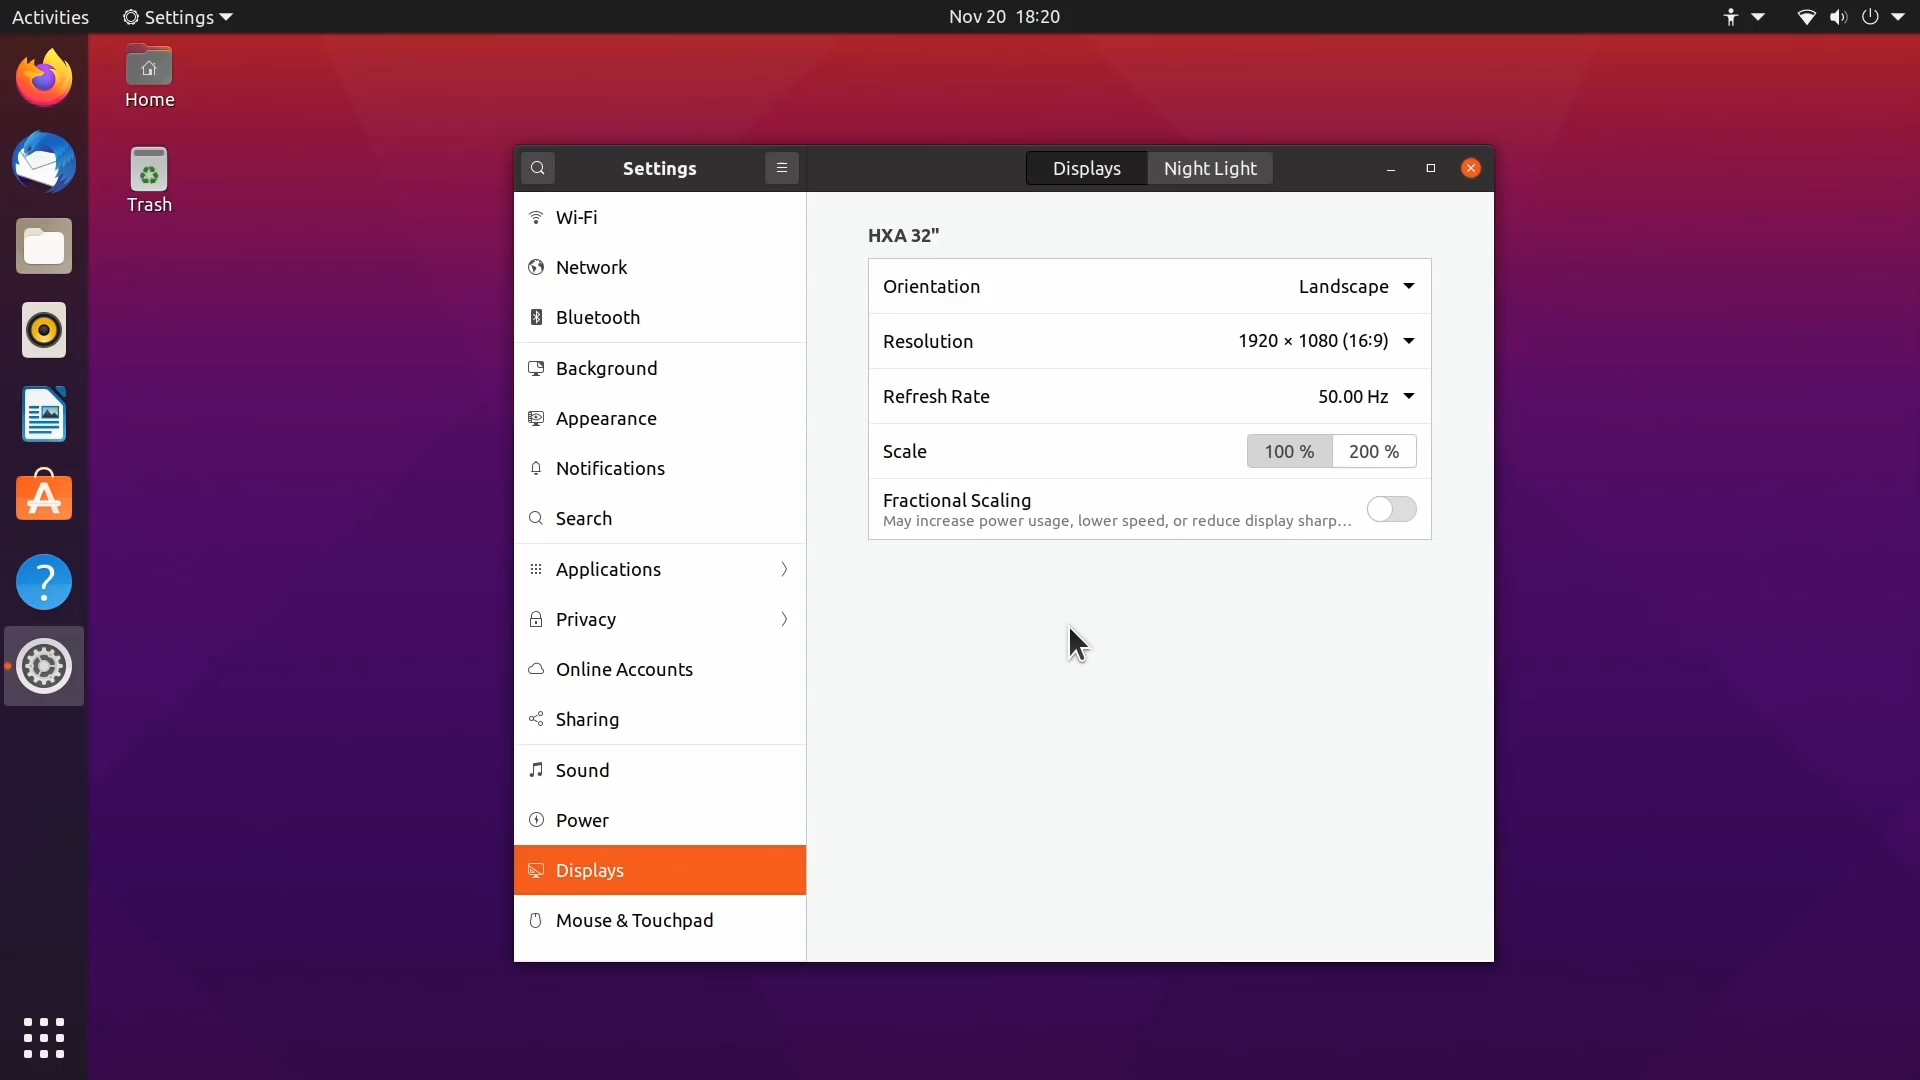 Activities
Settings
Nov 20 18:20
Home
Trash
Settings
Displays
Night Light
Wi-Fi
Network
Bluetooth
Background
Appearance
Notifications
Search
Applications
Privacy
Online Accounts
Sharing
Sound
Power
Displays
Mouse & Touchpad
HXA 32"
Orientation Landscape
Resolution 1920 × 1080 (16:9)
Refresh Rate 50.00 Hz
Scale 100 % 200 %
Fractional Scaling
May increase power usage, lower speed, or reduce display sharp…